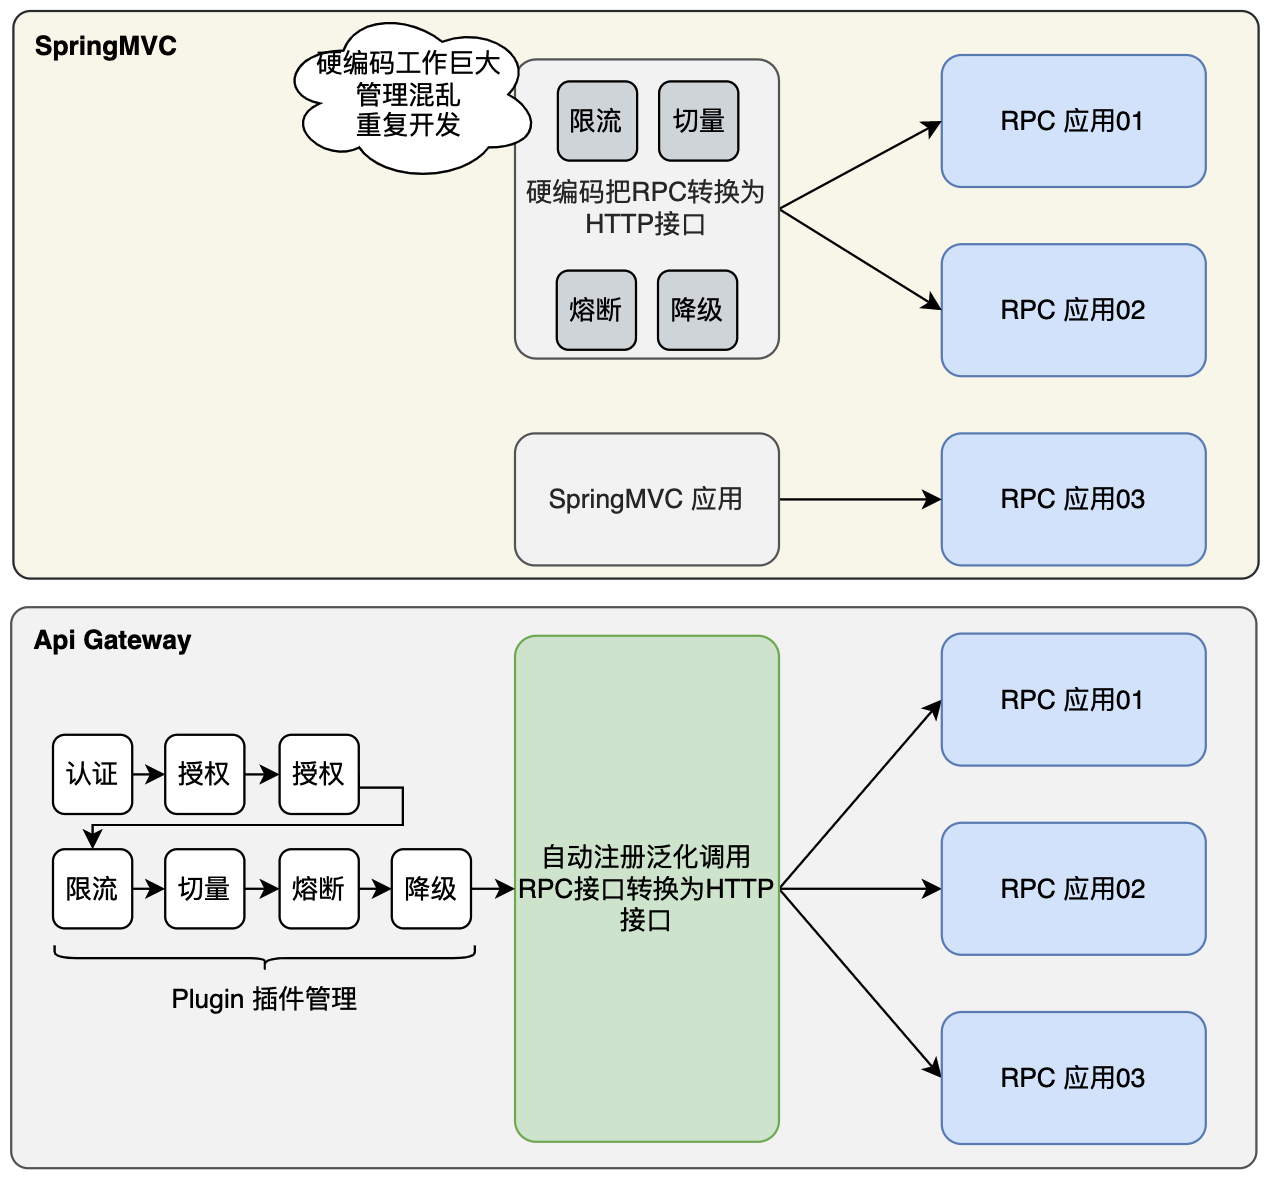 SpringMVC
硬编码工作巨大
管理混乱
重复开发
限流
切量
硬编码把RPC转换为
HTTP接口
熔断
降级
RPC 应用01
RPC 应用02
SpringMVC 应用
RPC 应用03
Api Gateway
认证
授权
授权
限流
切量
熔断
降级
Plugin 插件管理
自动注册泛化调用
RPC接口转换为HTTP
接口
RPC 应用01
RPC 应用02
RPC 应用03